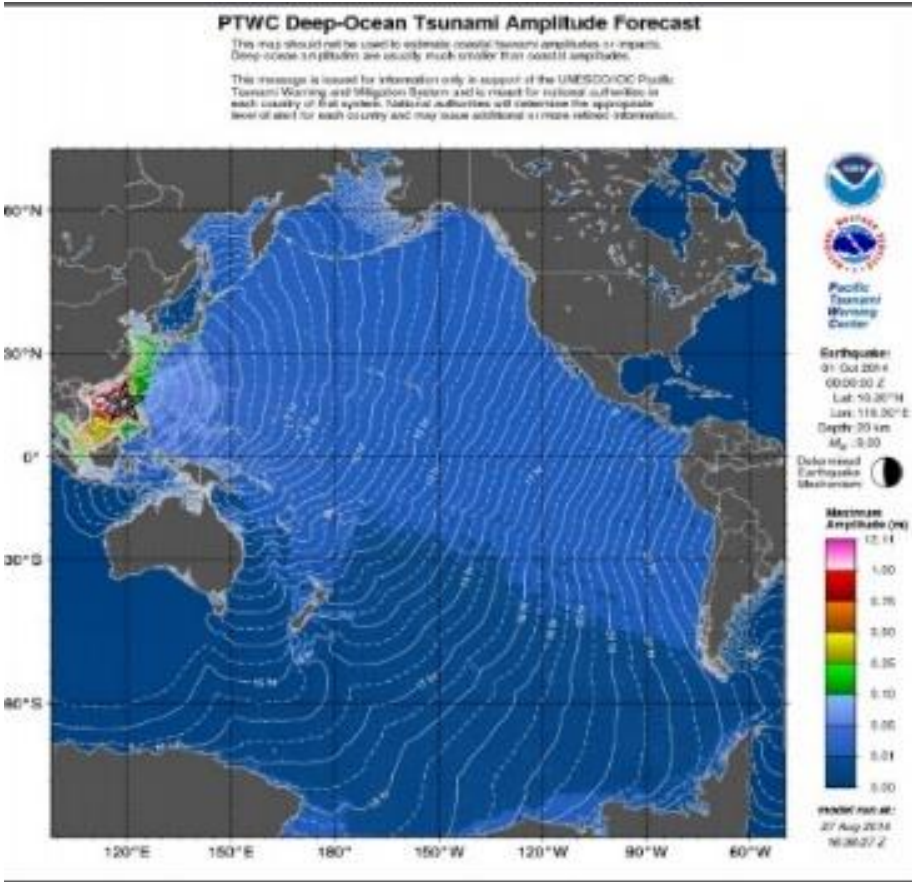 PTWC Deep-Ocean Tsunami Amplitude Forecast
This map should not be used to estimate coastal tsunami amplitudes or impacts.
Deep-ocean amplitudes are usually much smaller than coastal amplitudes.
This message is issued for information only in support of the UNESCO/IOC Pacific
Tsunami Warning and Mitigation System and is meant for national authorities in
each country of that system. National authorities will determine the appropriate
level of alert for each country and may issue additional or more refined information.
60°N
30°N
0°
30°S
60°S
120°E
150°E
180°
150°W
120°W
90°W
60°W
Pacific
Tsunami
Warning
Center
Earthquake:
01 Oct 2014
00:00:00 Z
Lat:
Lon:
Depth: 20 km
Determined
Earthquake
Mechanism
Maximum
Amplitude (m)
1.00
0.75
0.50
0.25
0.10
0.05
0.01
0.00
model run at:
27 Aug 2014